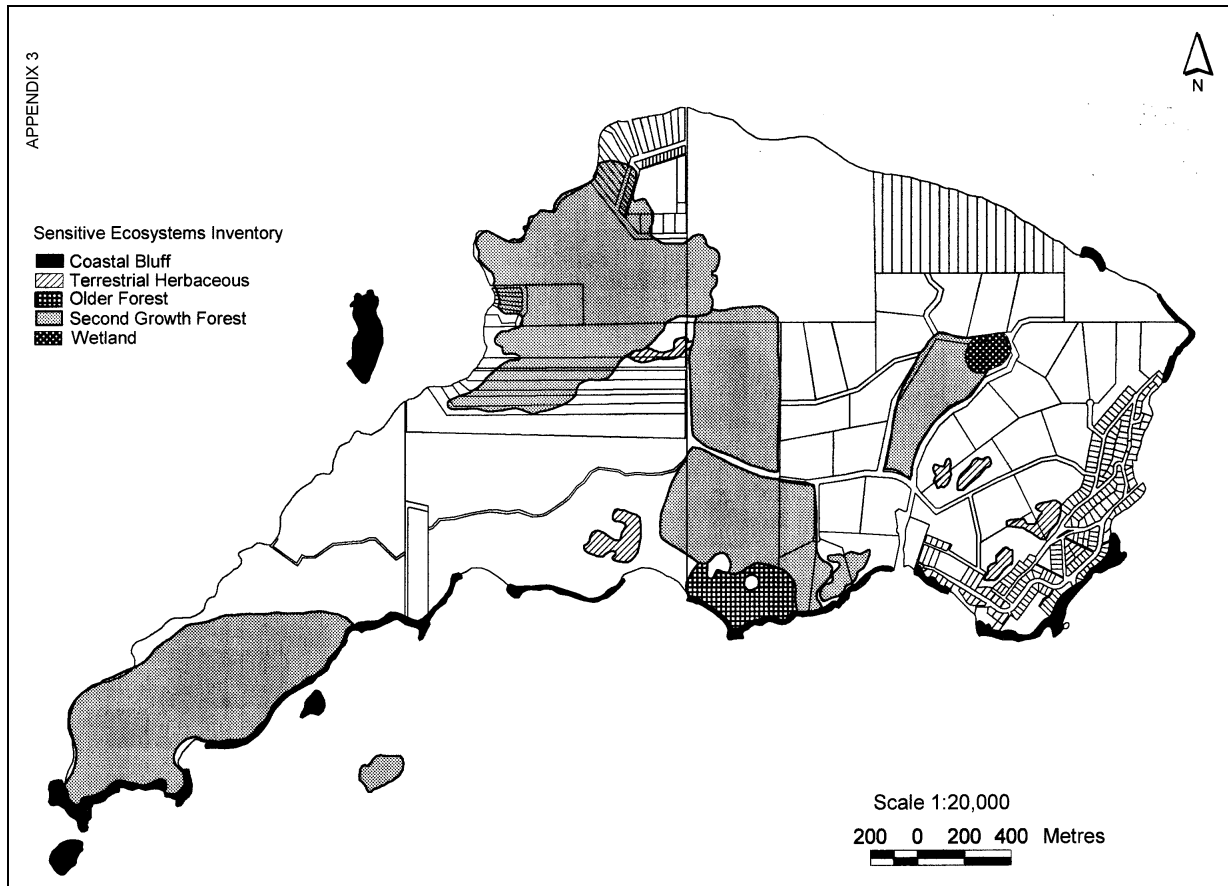 APPENDIX 3
N
Sensitive Ecosystems Inventory
Coastal Bluff
Terrestrial Herbaceous
Older Forest
Second Growth Forest
Wetland
Scale 1:20,000
200 0 200 400 Metres